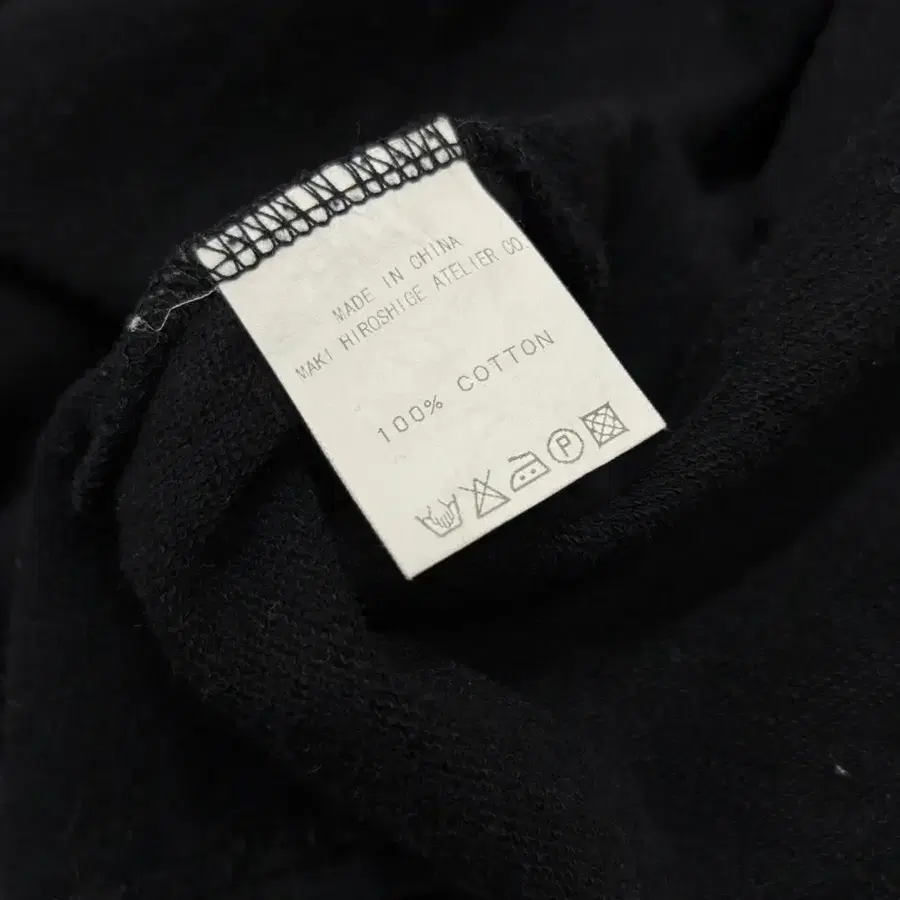 MADE IN CHINA
MAKI HIROSHIGE ATELIER CO.
100% COTTON
P